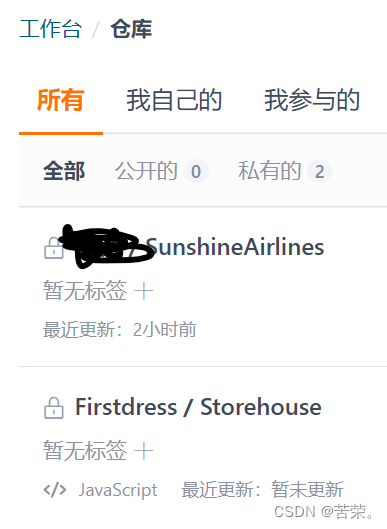 工作台 / 仓库
所有 我自己的 我参与的
全部 公开的 0 私有的 2
/ SunshineAirlines
暂无标签 +
最近更新：2小时前
Firstdress / Storehouse
暂无标签 +
</> JavaScript 最近更新：暂未更新
CSDN @苦荣。